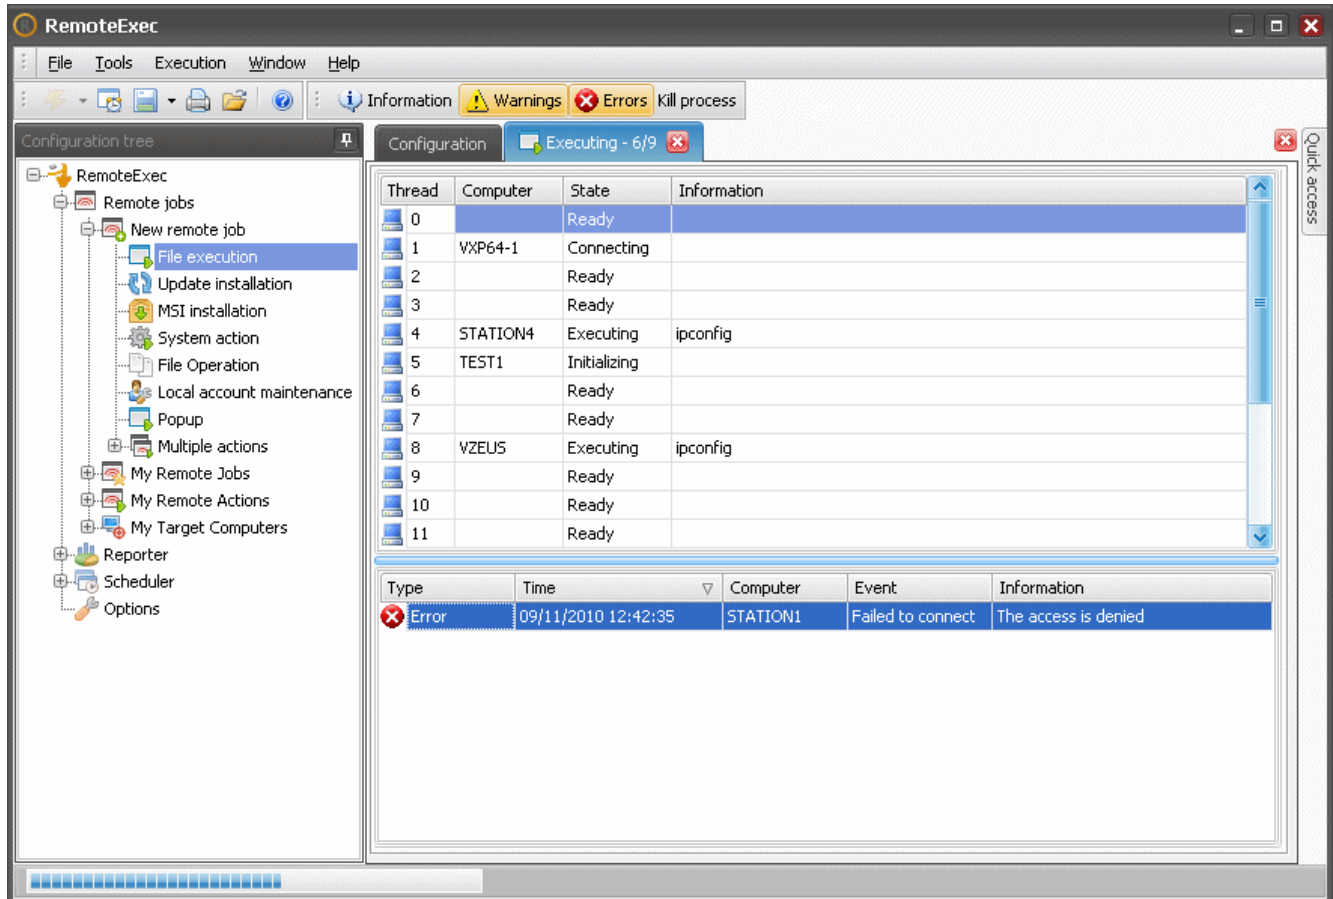 RemoteExec
File Tools Execution Window Help
Information Warnings Errors Kill process
Configuration tree
RemoteExec
Remote jobs
New remote job
File execution
Update installation
MSI installation
System action
File Operation
Local account maintenance
Popup
Multiple actions
My Remote Jobs
My Remote Actions
My Target Computers
Reporter
Scheduler
Options
Configuration Executing - 6/9
Quick access
Thread Computer State Information
0 Ready
1 VXP64-1 Connecting
2 Ready
3 Ready
4 STATION4 Executing ipconfig
5 TEST1 Initializing
6 Ready
7 Ready
8 VZEUS Executing ipconfig
9 Ready
10 Ready
11 Ready
Type Time Computer Event Information
Error 09/11/2010 12:42:35 STATION1 Failed to connect The access is denied